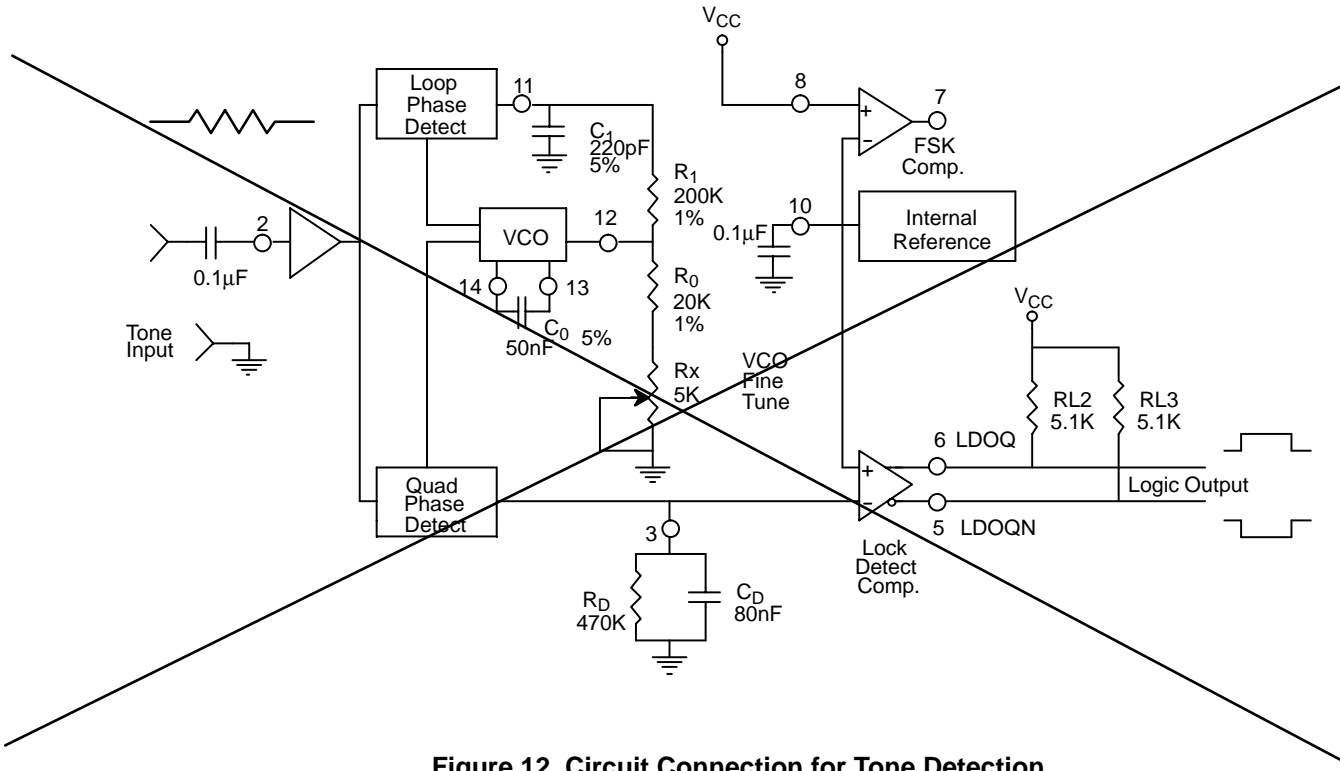 VCC
Loop
Phase
Detect
11
C1
220pF
5%
R1
200K
1%
8
+
−
7
FSK
Comp.
2
0.1µF
VCO
12
14
13
C0 5%
50nF
R0
20K
1%
10
0.1µF
Internal
Reference
Tone
Input
Rx
5K
VCO
Fine
Tune
VCC
RL2
5.1K
RL3
5.1K
Quad
Phase
Detect
+
−
6 LDOQ
Logic Output
5 LDOQN
3
Lock
Detect
Comp.
RD
470K
CD
80nF
Figure 12. Circuit Connection for Tone Detection